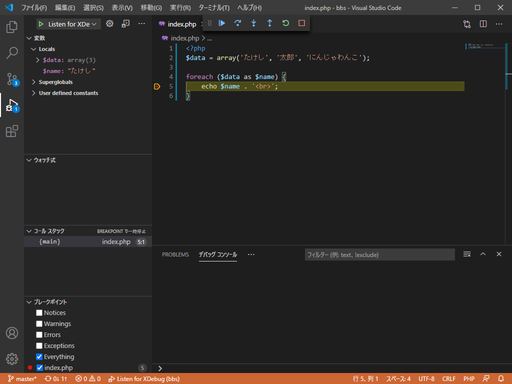 ファイル(F) 編集(E) 選択(S) 表示(V) 移動(G) 実行(R) ターミナル(T) ヘルプ(H) index.php - bbs - Visual Studio Code
Listen for XDe
index.php
変数
Locals
$data: array(3)
$name: "たけし"
Superglobals
User defined constants
index.php > ...
1 <?php
2 $data = array('たけし', '太郎', 'にんじゃわんこ');
3
4 foreach ($data as $name) {
5 echo $name . '<br>';
6 }
ウォッチ式
コール スタック BREAKPOINT で一時停止
{main} index.php 5:1
PROBLEMS デバッグ コンソール ... フィルター (例: text, !exclude)
ブレークポイント
Notices
Warnings
Errors
Exceptions
Everything
index.php 5
master* 0↓ 1↑ 0 0 Listen for XDebug (bbs) 行 5, 列 1 スペース: 4 UTF-8 CRLF PHP